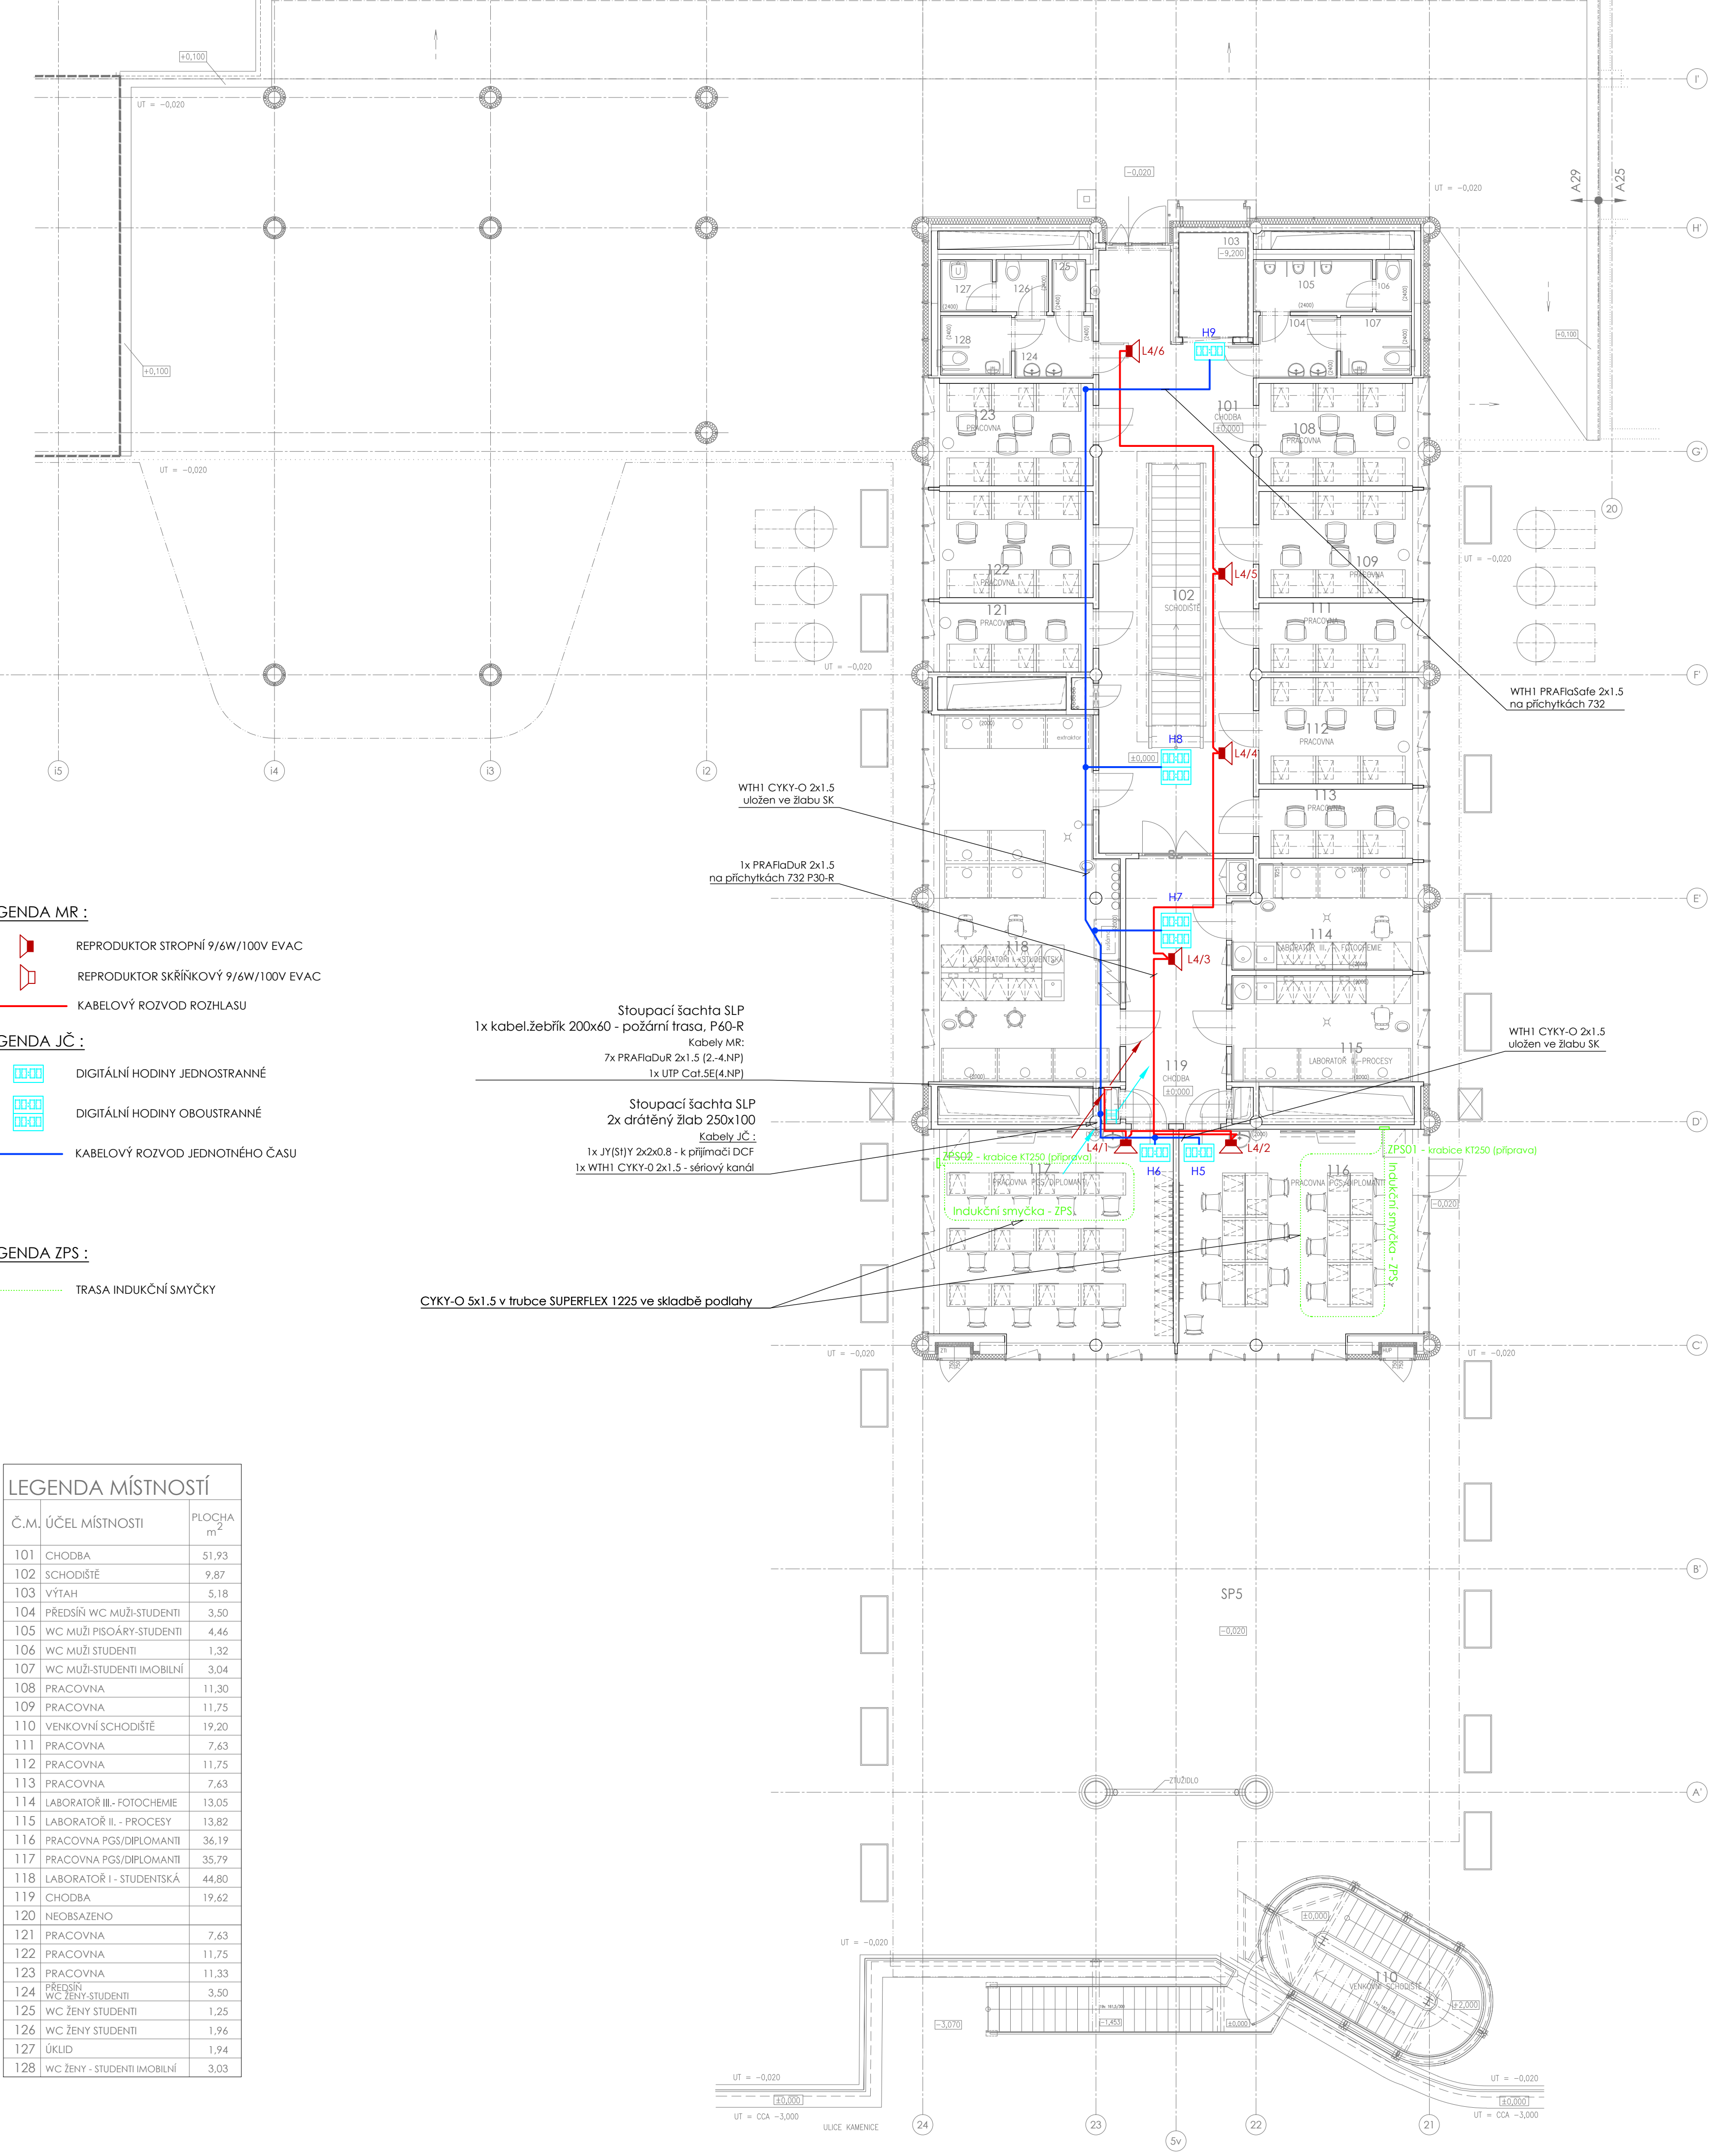 +0,100
UT = -0,020
I'
-0,020
UT = -0,020
A29
A25
H'
103
-9,200
U
127
126
125
(2400)
105
106
(2400)
128
124
104
107
+0,100
+0,100
H9
L4/6
123
PRACOVNA
101
CHODBA
±0,000
108
PRACOVNA
UT = -0,020
G'
20
122
PRACOVNA
L4/5
109
PRACOVNA
UT = -0,020
121
PRACOVNA
102
SCHODIŠTĚ
111
PRACOVNA
UT = -0,020
F'
WTH1 PRAFlaSafe 2x1.5
na příchytkách 732
(2000)
extraktor
H8
±0,000
L4/4
112
PRACOVNA
i5
i4
i3
i2
WTH1 CYKY-O 2x1.5
uložen ve žlabu SK
113
PRACOVNA
1x PRAFlaDuR 2x1.5
na příchytkách 732 P30-R
(2000)
E'
H7
GENDA MR :
REPRODUKTOR STROPNÍ 9/6W/100V EVAC
REPRODUKTOR SKŘÍŇKOVÝ 9/6W/100V EVAC
KABELOVÝ ROZVOD ROZHLASU
118
LABORATOŘ I. - STUDENTSKÁ
L4/3
114
LABORATOŘ III. - FOTOCHEMIE
(2000)
Stoupací šachta SLP
1x kabel.žebřík 200x60 - požární trasa, P60-R
Kabely MR:
7x PRAFlaDuR 2x1.5 (2.-4.NP)
1x UTP Cat.5E(4.NP)
GENDA JČ :
DIGITÁLNÍ HODINY JEDNOSTRANNÉ
DIGITÁLNÍ HODINY OBOUSTRANNÉ
KABELOVÝ ROZVOD JEDNOTNÉHO ČASU
WTH1 CYKY-O 2x1.5
uložen ve žlabu SK
115
LABORATOŘ II.-PROCESY
(2000)
119
CHODBA
±0,000
(2000)
Stoupací šachta SLP
2x drátěný žlab 250x100
Kabely JČ :
1x JY(St)Y 2x2x0.8 - k přijímači DCF
1x WTH1 CYKY-0 2x1.5 - sériový kanál
D'
L4/1
L4/2
H6
H5
ZPS02 - krabice KT250 (příprava)
ZPS01 - krabice KT250 (příprava)
117
PRACOVNA PGS/DIPLOMANTI
116
PRACOVNA PGS/DIPLOMANTI
Indukční smyčka - ZPS
Indukční smyčka - ZPS
-0,020
GENDA ZPS :
TRASA INDUKČNÍ SMYČKY
CYKY-O 5x1.5 v trubce SUPERFLEX 1225 ve skladbě podlahy
UT = -0,020
ZTI
HUP
UT = -0,020
C'
LEGENDA MÍSTNOSTÍ
Č.M. ÚČEL MÍSTNOSTI PLOCHA m2
101 CHODBA 51,93
102 SCHODIŠTĚ 9,87
103 VÝTAH 5,18
104 PŘEDSÍŇ WC MUŽI-STUDENTI 3,50
105 WC MUŽI PISOÁRY-STUDENTI 4,46
106 WC MUŽI STUDENTI 1,32
107 WC MUŽI-STUDENTI IMOBILNÍ 3,04
108 PRACOVNA 11,30
109 PRACOVNA 11,75
110 VENKOVNÍ SCHODIŠTĚ 19,20
111 PRACOVNA 7,63
112 PRACOVNA 11,75
113 PRACOVNA 7,63
114 LABORATOŘ III.- FOTOCHEMIE 13,05
115 LABORATOŘ II. - PROCESY 13,82
116 PRACOVNA PGS/DIPLOMANTI 36,19
117 PRACOVNA PGS/DIPLOMANTI 35,79
118 LABORATOŘ I - STUDENTSKÁ 44,80
119 CHODBA 19,62
120 NEOBSAZENO
121 PRACOVNA 7,63
122 PRACOVNA 11,75
123 PRACOVNA 11,33
124 PŘEDSÍŇ WC ŽENY-STUDENTI 3,50
125 WC ŽENY STUDENTI 1,25
126 WC ŽENY STUDENTI 1,96
127 ÚKLID 1,94
128 WC ŽENY - STUDENTI IMOBILNÍ 3,03
B'
SP5
-0,020
ZTUŽIDLO
A'
±0,000
UT = -0,020
110
VENKOVNÍ SCHODIŠTĚ
+2,000
-3,070
-1,453
±0,000
UT = -0,020
±0,000
UT = CCA -3,000
ULICE KAMENICE
UT = -0,020
±0,000
UT = CCA -3,000
24
23
5v
22
21